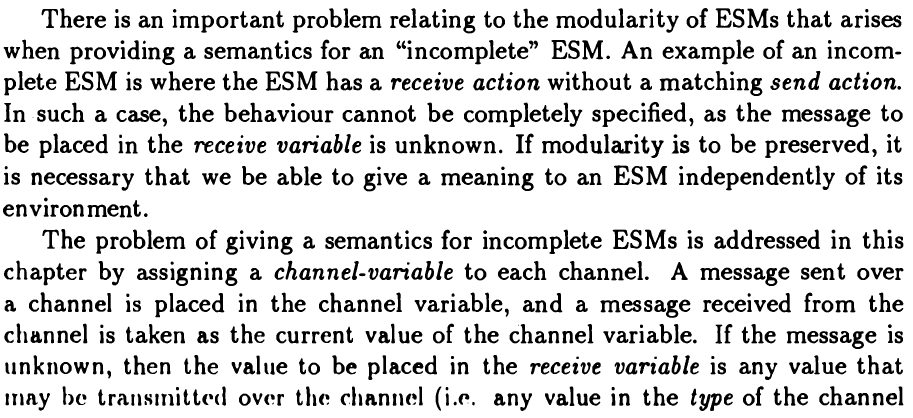 There is an important problem relating to the modularity of ESMs that arises
when providing a semantics for an “incomplete” ESM. An example of an incom-
plete ESM is where the ESM has a receive action without a matching send action.
In such a case, the behaviour cannot be completely specified, as the message to
be placed in the receive variable is unknown. If modularity is to be preserved, it
is necessary that we be able to give a meaning to an ESM independently of its
environment.
The problem of giving a semantics for incomplete ESMs is addressed in this
chapter by assigning a channel-variable to each channel. A message sent over
a channel is placed in the channel variable, and a message received from the
channel is taken as the current value of the channel variable. If the message is
unknown, then the value to be placed in the receive variable is any value that
may be transmitted over the channel (i.e. any value in the type of the channel